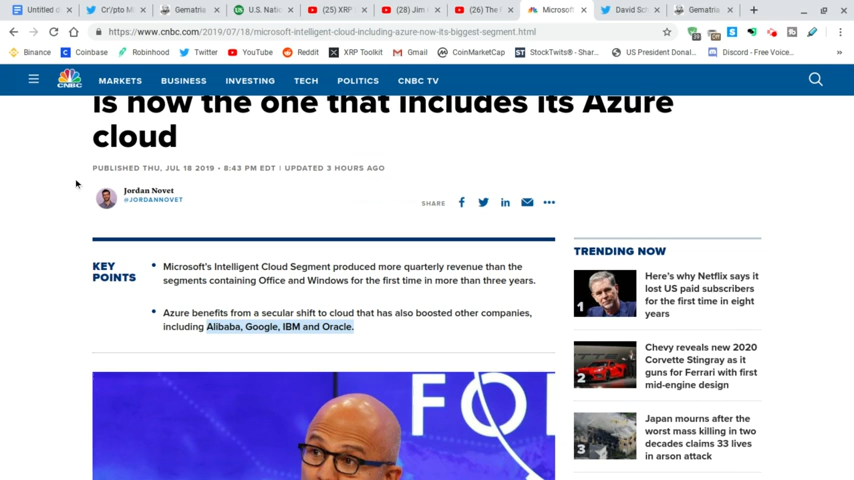 Untitled d
Cr/pto M
Gematria
U.S. Natio
(25) XRP
(28) Jim
(26) The F
Microsoft
David Sc
Gematria
https://www.cnbc.com/2019/07/18/microsoft-intelligent-cloud-including-azure-now-its-biggest-segment.html
Binance
Coinbase
Robinhood
Twitter
YouTube
Reddit
XRP Toolkit
Gmail
CoinMarketCap
StockTwits® - Shar...
US President Donal...
Discord - Free Voice...
CNBC
MARKETS
BUSINESS
INVESTING
TECH
POLITICS
CNBC TV
is now the one that includes its Azure
cloud
PUBLISHED THU, JUL 18 2019 • 8:43 PM EDT | UPDATED 3 HOURS AGO
Jordan Novet
@JORDANNOVET
SHARE
KEY
POINTS
Microsoft's Intelligent Cloud Segment produced more quarterly revenue than the
segments containing Office and Windows for the first time in more than three years.
Azure benefits from a secular shift to cloud that has also boosted other companies,
including Alibaba, Google, IBM and Oracle.
FO
TRENDING NOW
1
Here's why Netflix says it
lost US paid subscribers
for the first time in eight
years
2
Chevy reveals new 2020
Corvette Stingray as it
guns for Ferrari with first
mid-engine design
3
Japan mourns after the
worst mass killing in two
decades claims 33 lives
in arson attack